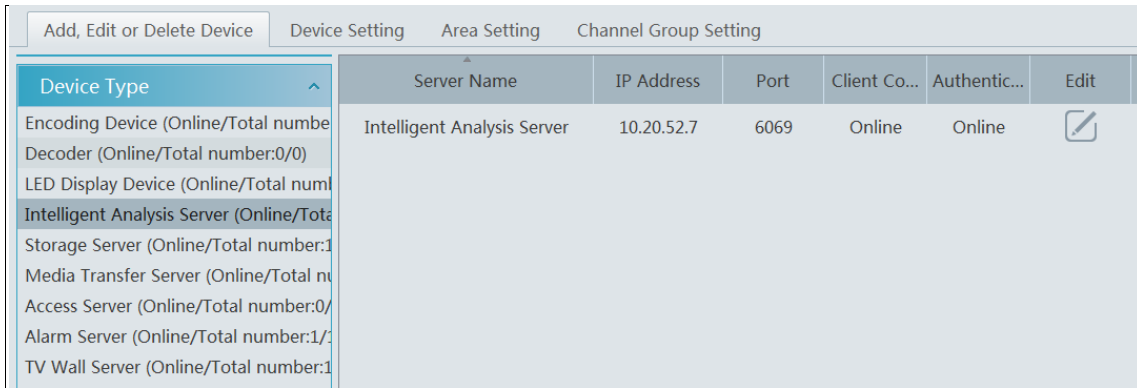 Add, Edit or Delete Device Device Setting Area Setting Channel Group Setting
Device Type
Encoding Device (Online/Total numbe
Decoder (Online/Total number:0/0)
LED Display Device (Online/Total num
Intelligent Analysis Server (Online/Tota
Storage Server (Online/Total number:1
Media Transfer Server (Online/Total nu
Access Server (Online/Total number:0/
Alarm Server (Online/Total number:1/1
TV Wall Server (Online/Total number:1
Server Name IP Address Port Client Co... Authentic... Edit
Intelligent Analysis Server 10.20.52.7 6069 Online Online